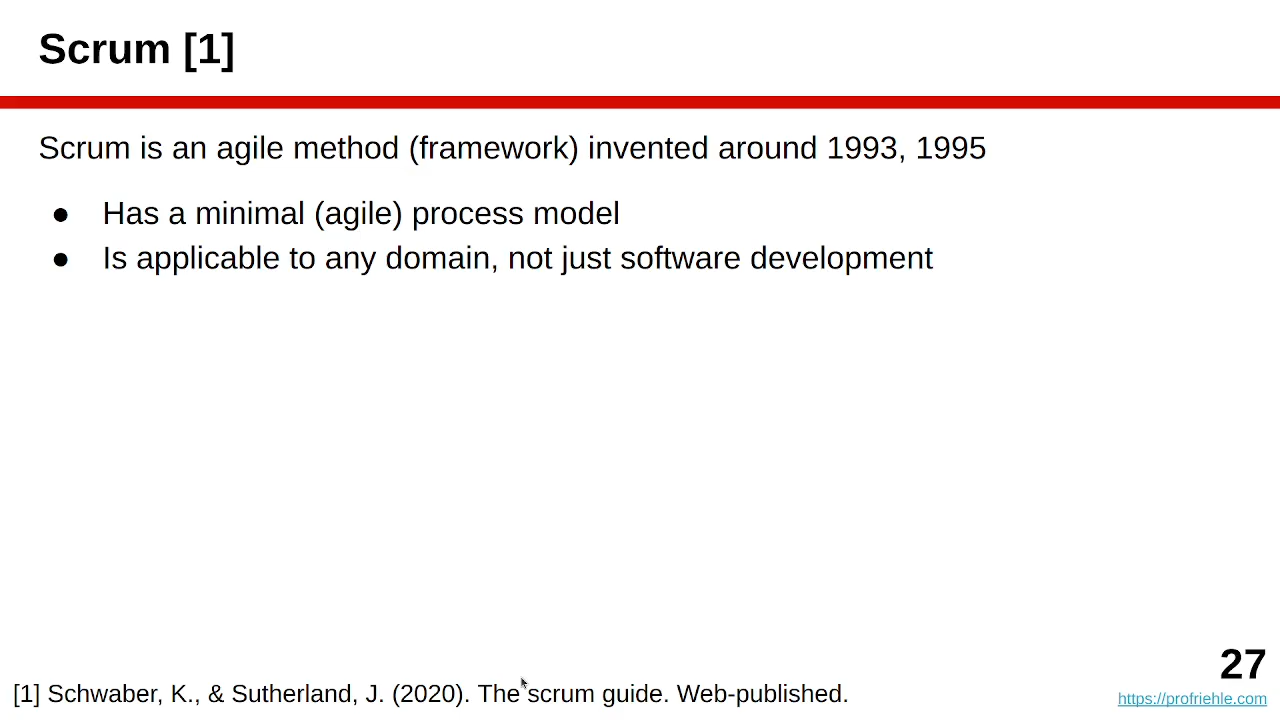 Scrum [1]
Scrum is an agile method (framework) invented around 1993, 1995
● Has a minimal (agile) process model
● Is applicable to any domain, not just software development
27
[1] Schwaber, K., & Sutherland, J. (2020). The scrum guide. Web-published.
https://profriehle.com